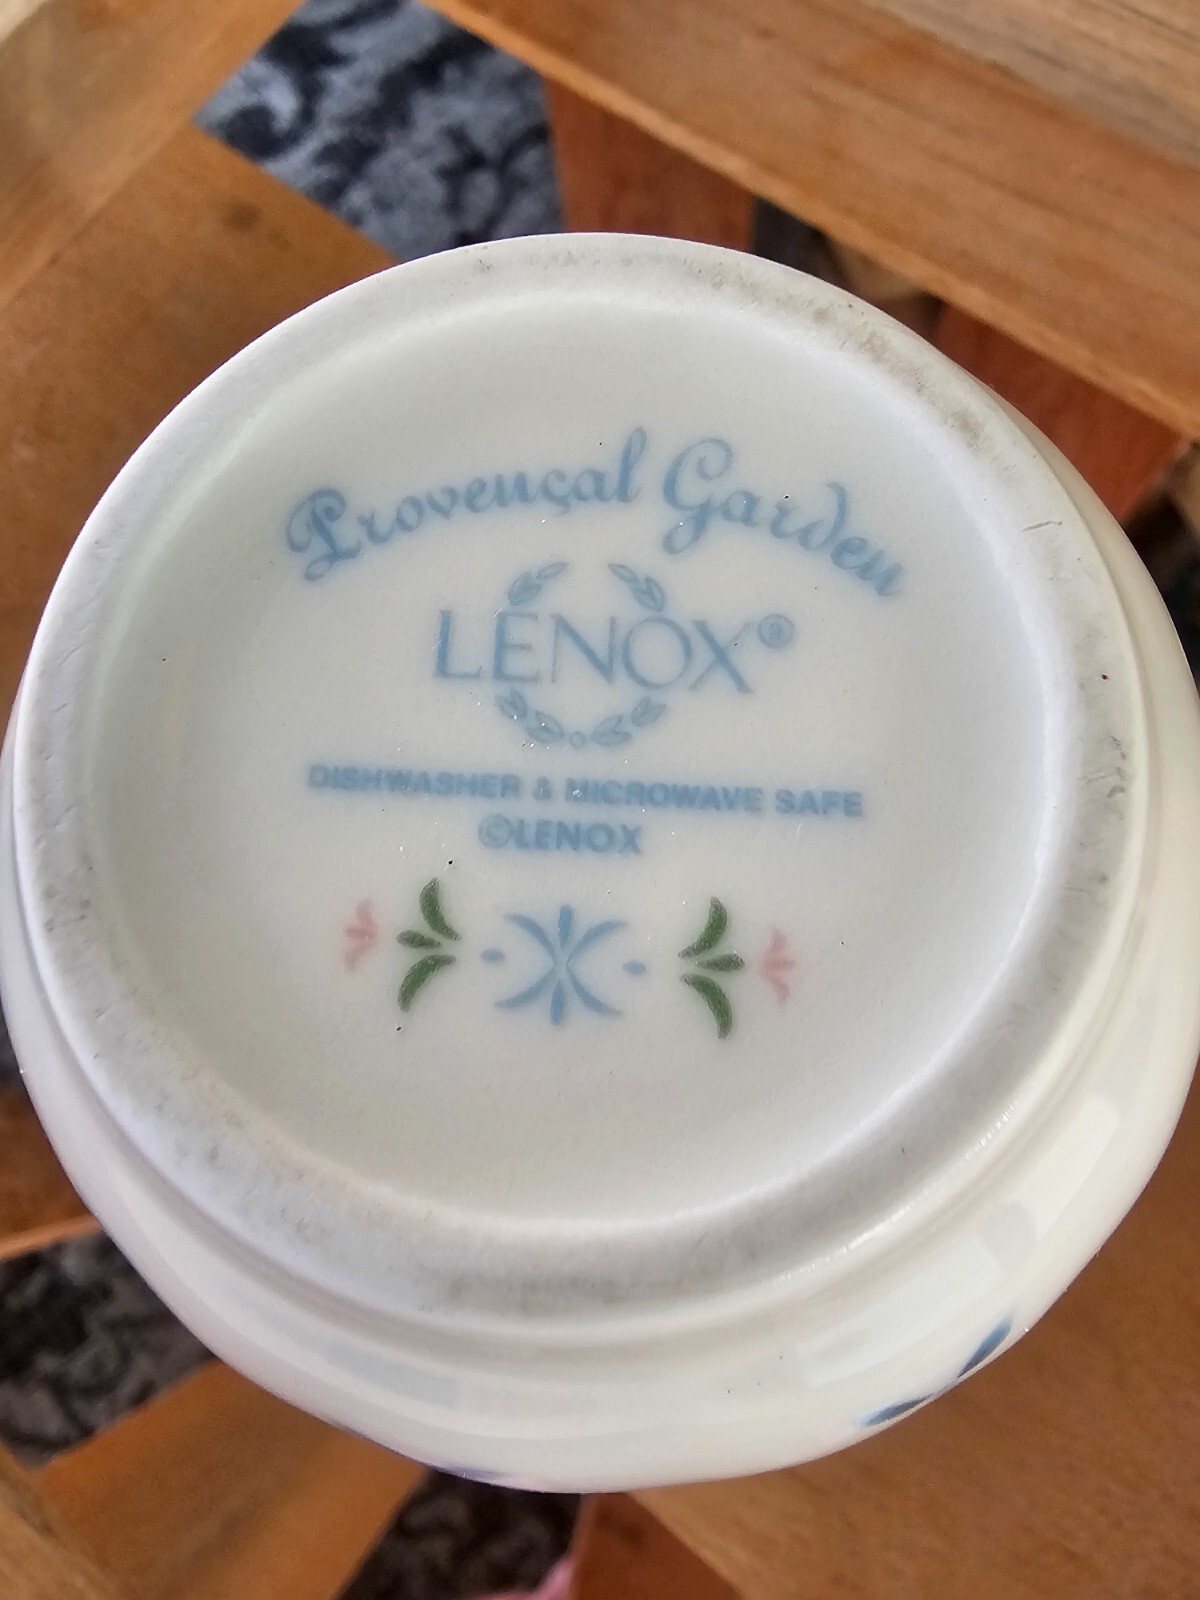 Provençal Garden
LENOX®
DISHWASHER & MICROWAVE SAFE
©LENOX